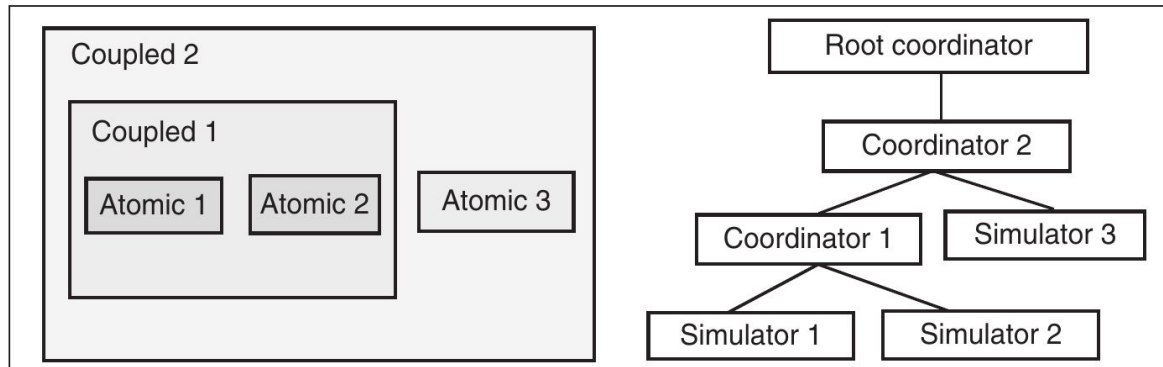 Coupled 2
Coupled 1
Atomic 1
Atomic 2
Atomic 3
Root coordinator
Coordinator 2
Coordinator 1
Simulator 3
Simulator 1
Simulator 2